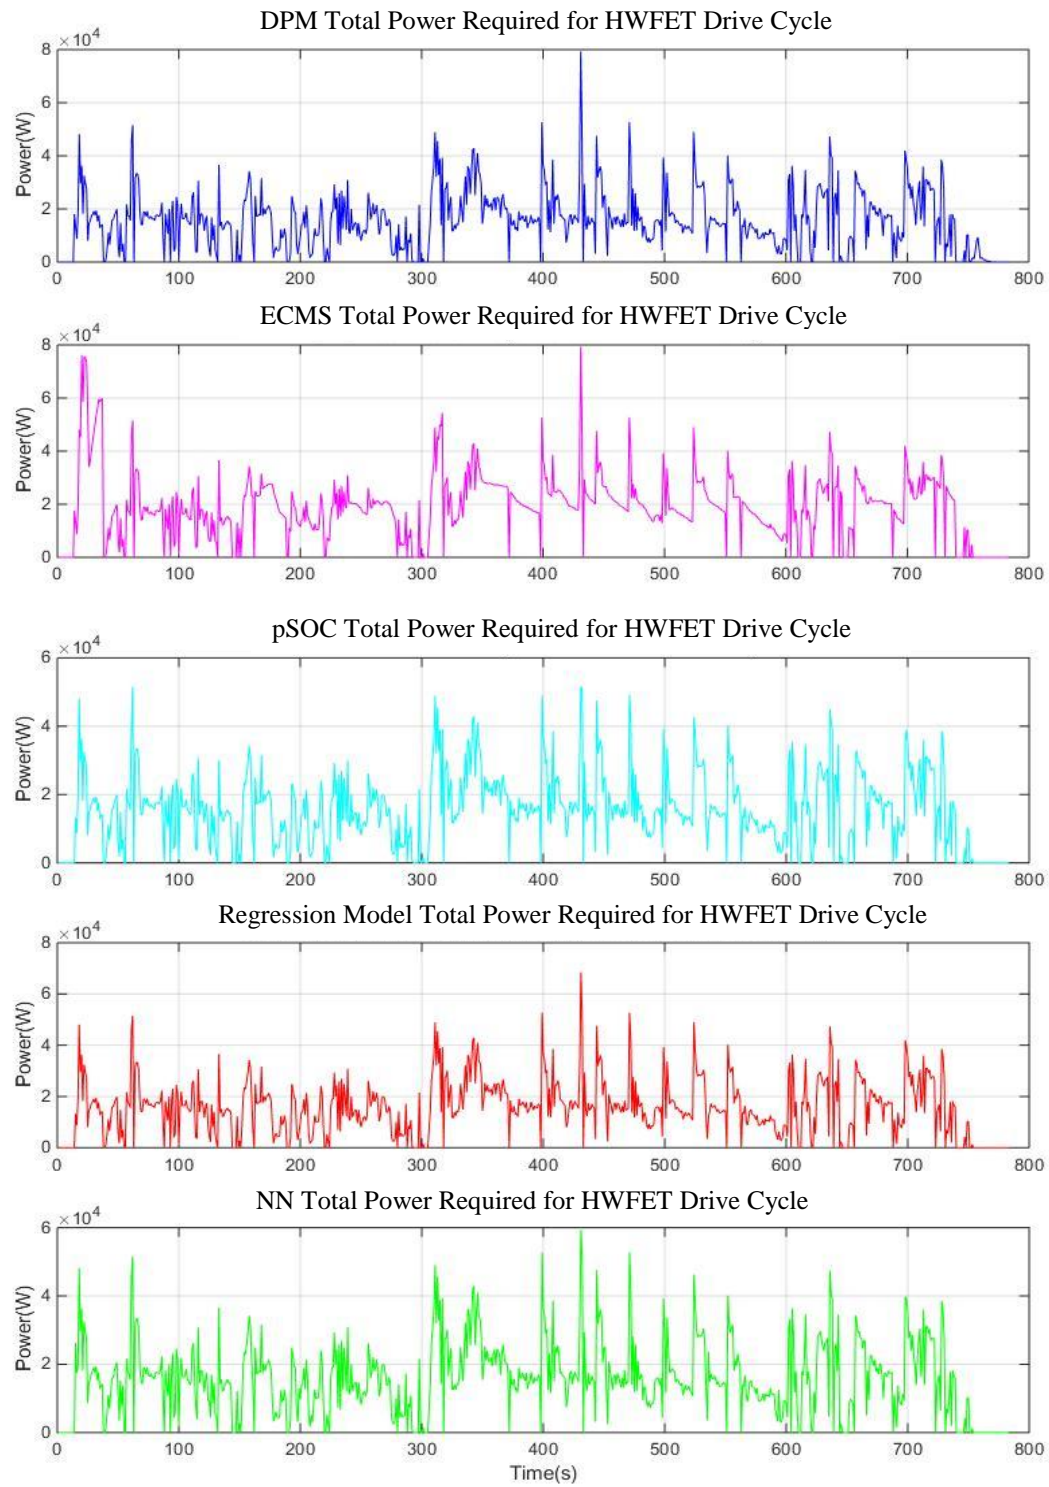 DPM Total Power Required for HWFET Drive Cycle
×10⁴
8
6
4
2
0
Power(W)
0 100 200 300 400 500 600 700 800
ECMS Total Power Required for HWFET Drive Cycle
×10⁴
8
6
4
2
0
Power(W)
0 100 200 300 400 500 600 700 800
pSOC Total Power Required for HWFET Drive Cycle
×10⁴
6
4
2
0
Power(W)
0 100 200 300 400 500 600 700 800
Regression Model Total Power Required for HWFET Drive Cycle
×10⁴
8
6
4
2
0
Power(W)
0 100 200 300 400 500 600 700 800
NN Total Power Required for HWFET Drive Cycle
×10⁴
6
4
2
0
Power(W)
0 100 200 300 400 500 600 700 800
Time(s)